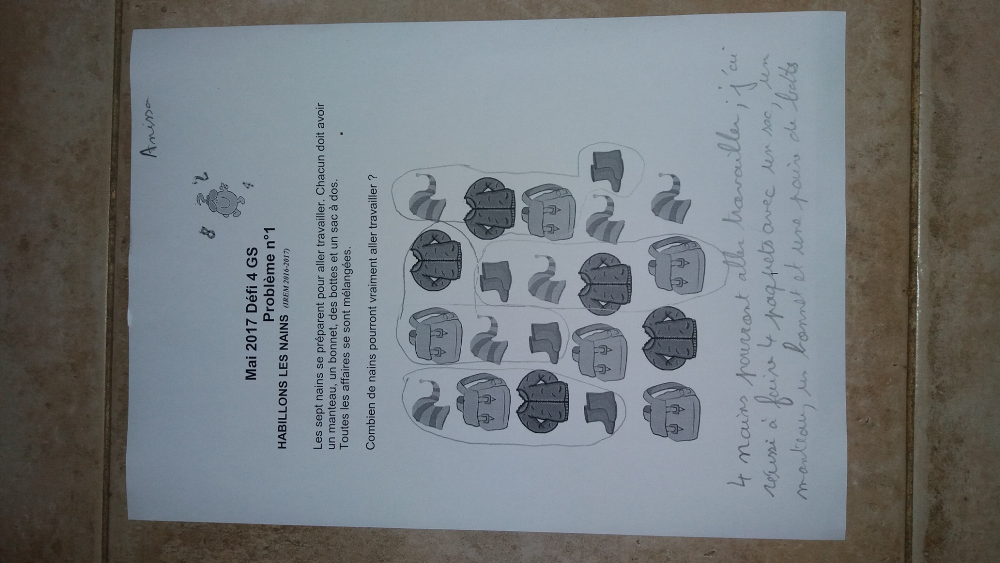 Anissa
8
2
4
Mai 2017 Défi 4 GS
Problème n°1
HABILLONS LES NAINS (IREM 2016-2017)
Les sept nains se préparent pour aller travailler. Chacun doit avoir
un manteau, un bonnet, des bottes et un sac à dos.
Toutes les affaires se sont mélangées.
Combien de nains pourront vraiment aller travailler ?
4 nains pourront aller travailler, j'ai
réussi à faire 4 paquets avec un sac, un
manteau, un bonnet et une paire de bottes